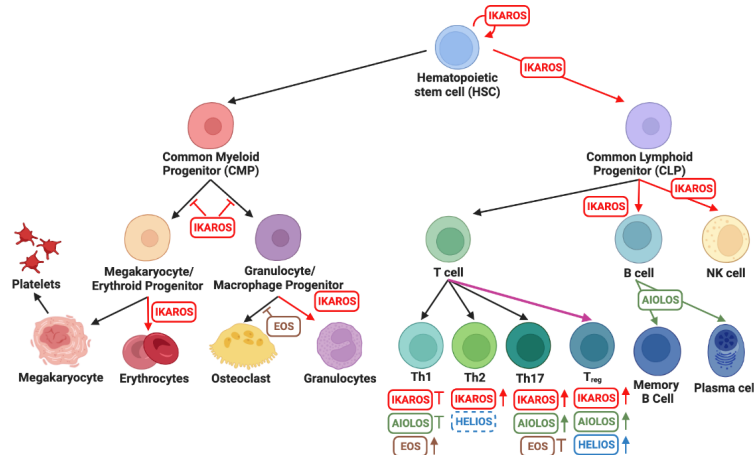 IKAROS
Hematopoietic
stem cell (HSC)
IKAROS
Common Myeloid
Progenitor (CMP)
Common Lymphoid
Progenitor (CLP)
IKAROS
IKAROS
IKAROS
Platelets
Megakaryocyte/
Erythroid Progenitor
Granulocyte/
Macrophage Progenitor
T cell
B cell
NK cell
IKAROS
EOS
IKAROS
AIOLOS
Megakaryocyte
Erythrocytes
Osteoclast
Granulocytes
Th1
Th2
Th17
Treg
Memory
B Cell
Plasma cell
IKAROS
IKAROS
IKAROS
IKAROS
AIOLOS
HELIOS
AIOLOS
AIOLOS
EOS
EOS
HELIOS